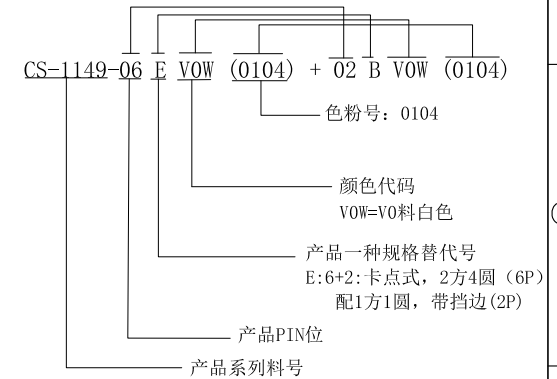 CS-1149-06 E V0W (0104) + 02 B V0W (0104)
色粉号: 0104
颜色代码
V0W=V0料白色
产品一种规格替代号
E:6+2:卡点式, 2方4圆 (6P)
配1方1圆, 带挡边(2P)
产品PIN位
产品系列料号